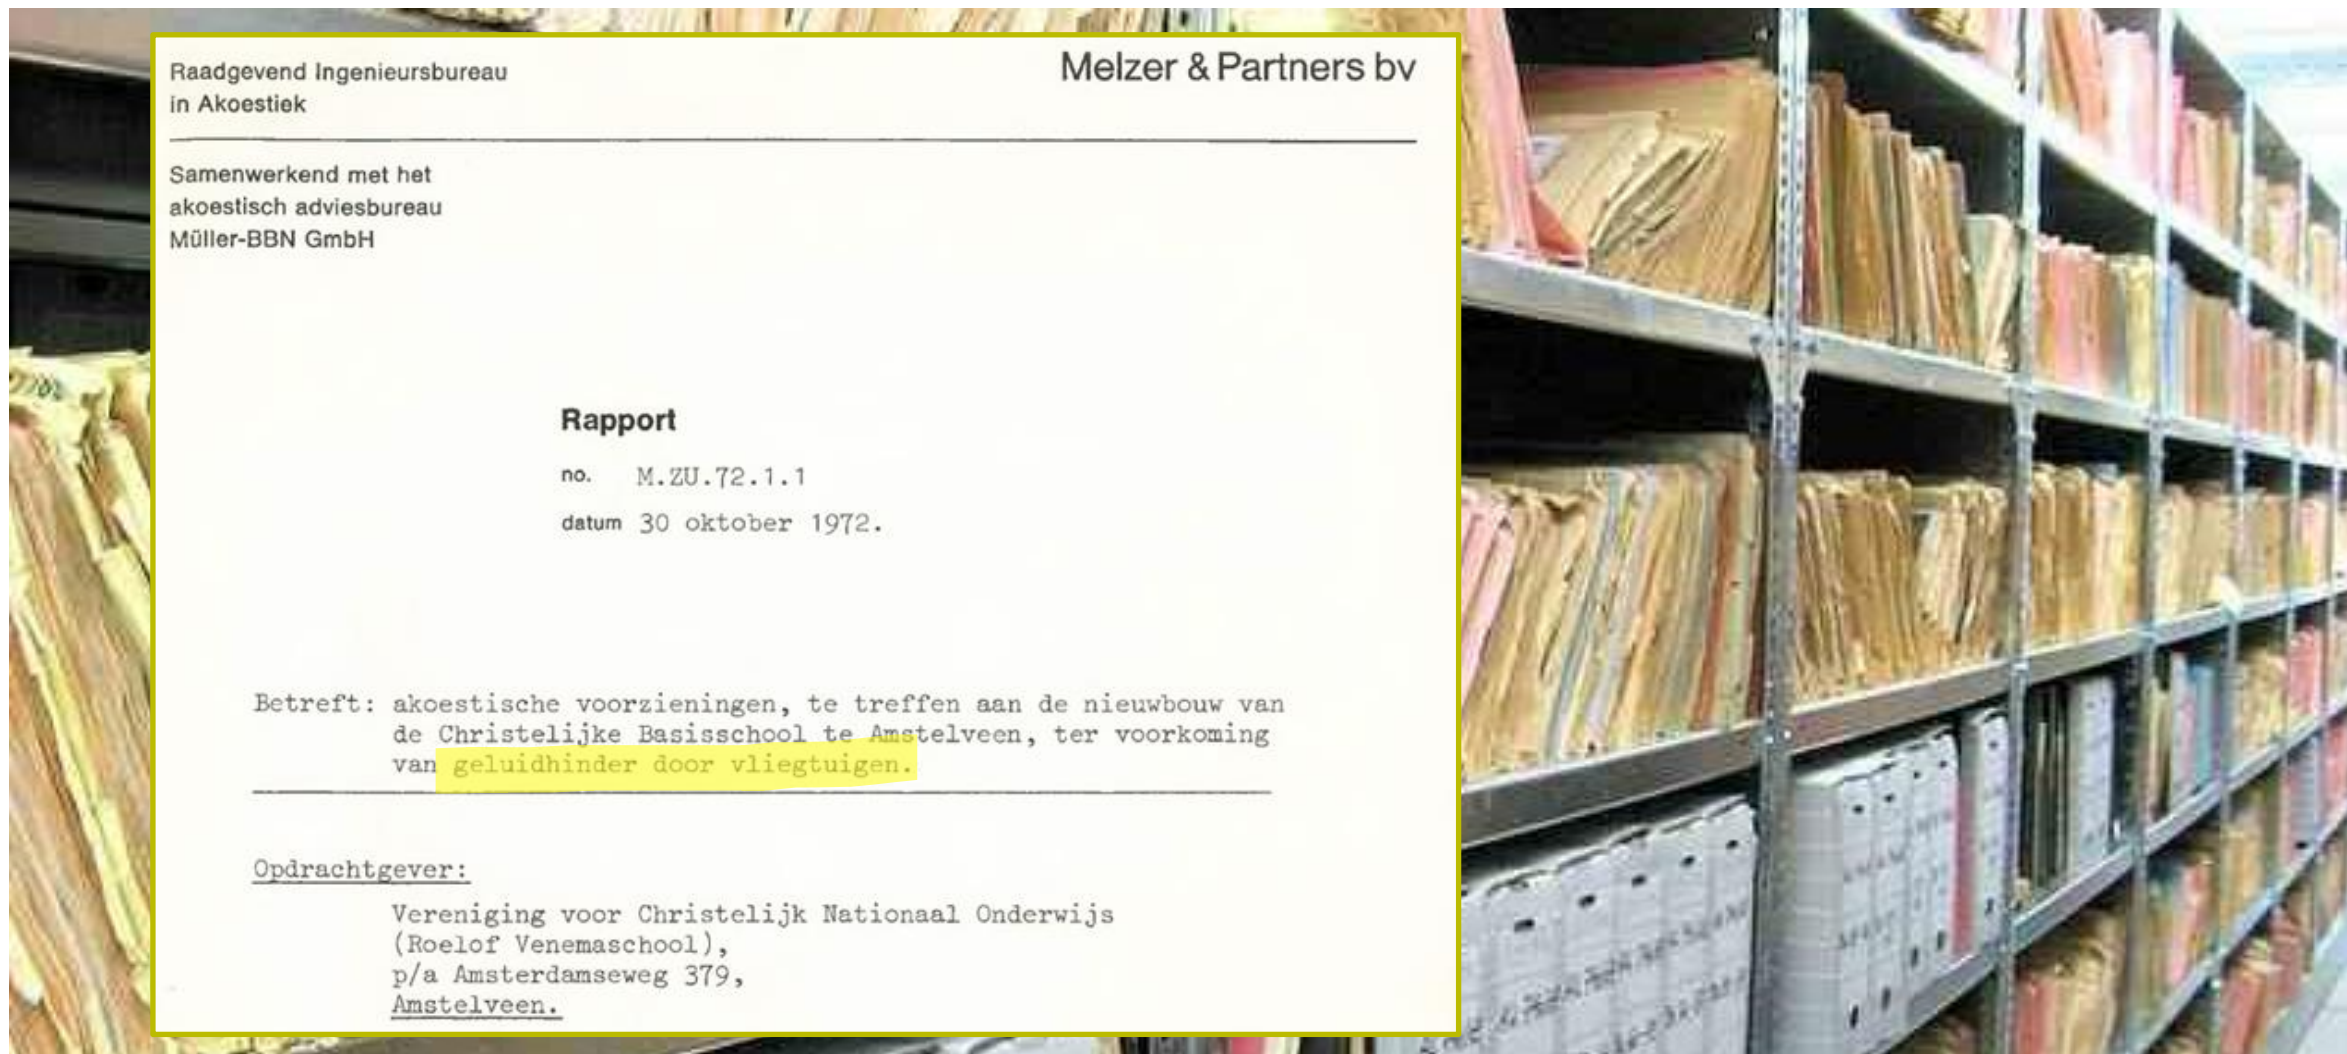 Raadgevend Ingenieursbureau
in Akoestiek
Melzer & Partners bv
Samenwerkend met het
akoestisch adviesbureau
Müller-BBN GmbH
Rapport
no. M.ZU.72.1.1
datum 30 oktober 1972.
Betreft: akoestische voorzieningen, te treffen aan de nieuwbouw van
de Christelijke Basisschool te Amstelveen, ter voorkoming
van geluidhinder door vliegtuigen.
Opdrachtgever:
Vereniging voor Christelijk Nationaal Onderwijs
(Roelof Venemaschool),
p/a Amsterdamseweg 379,
Amstelveen.